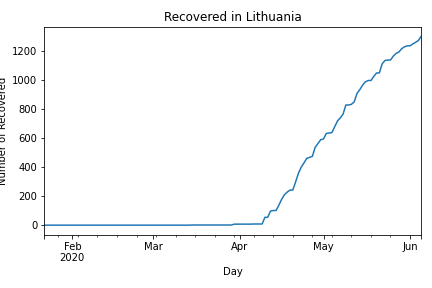 Recovered in Lithuania
Number of Recovered
1200
1000
800
600
400
200
0
Feb
2020
Mar
Apr
May
Jun
Day